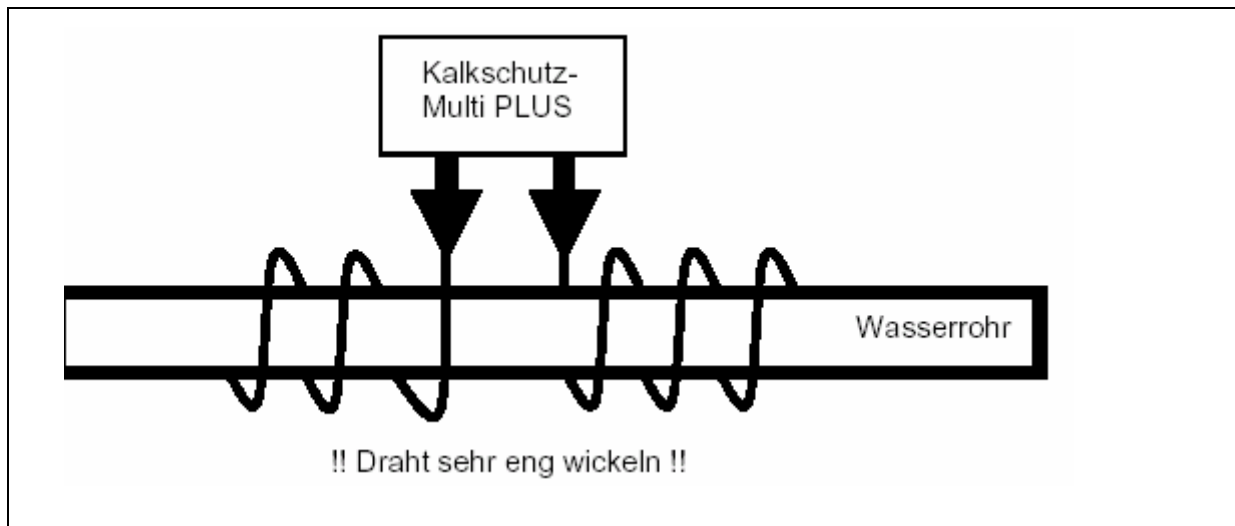 Kalkschutz-
Multi PLUS
Wasserrohr
!! Draht sehr eng wickeln !!